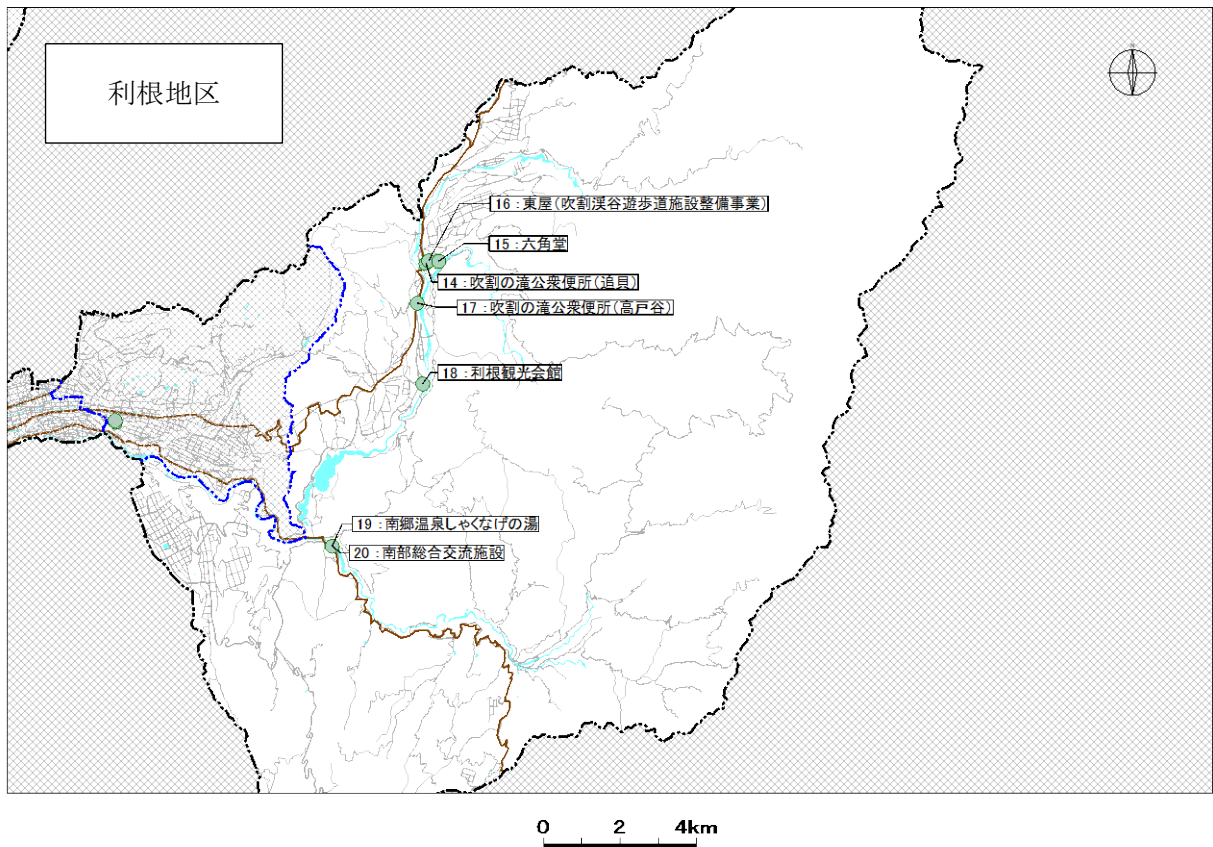 利根地区
N
16：東屋（吹割渓谷遊歩道施設整備事業）
15：六角堂
14：吹割の滝公衆便所（追貝）
17：吹割の滝公衆便所（高戸谷）
18：利根観光会館
19：南郷温泉しゃくなげの湯
20：南部総合交流施設
0 2 4km